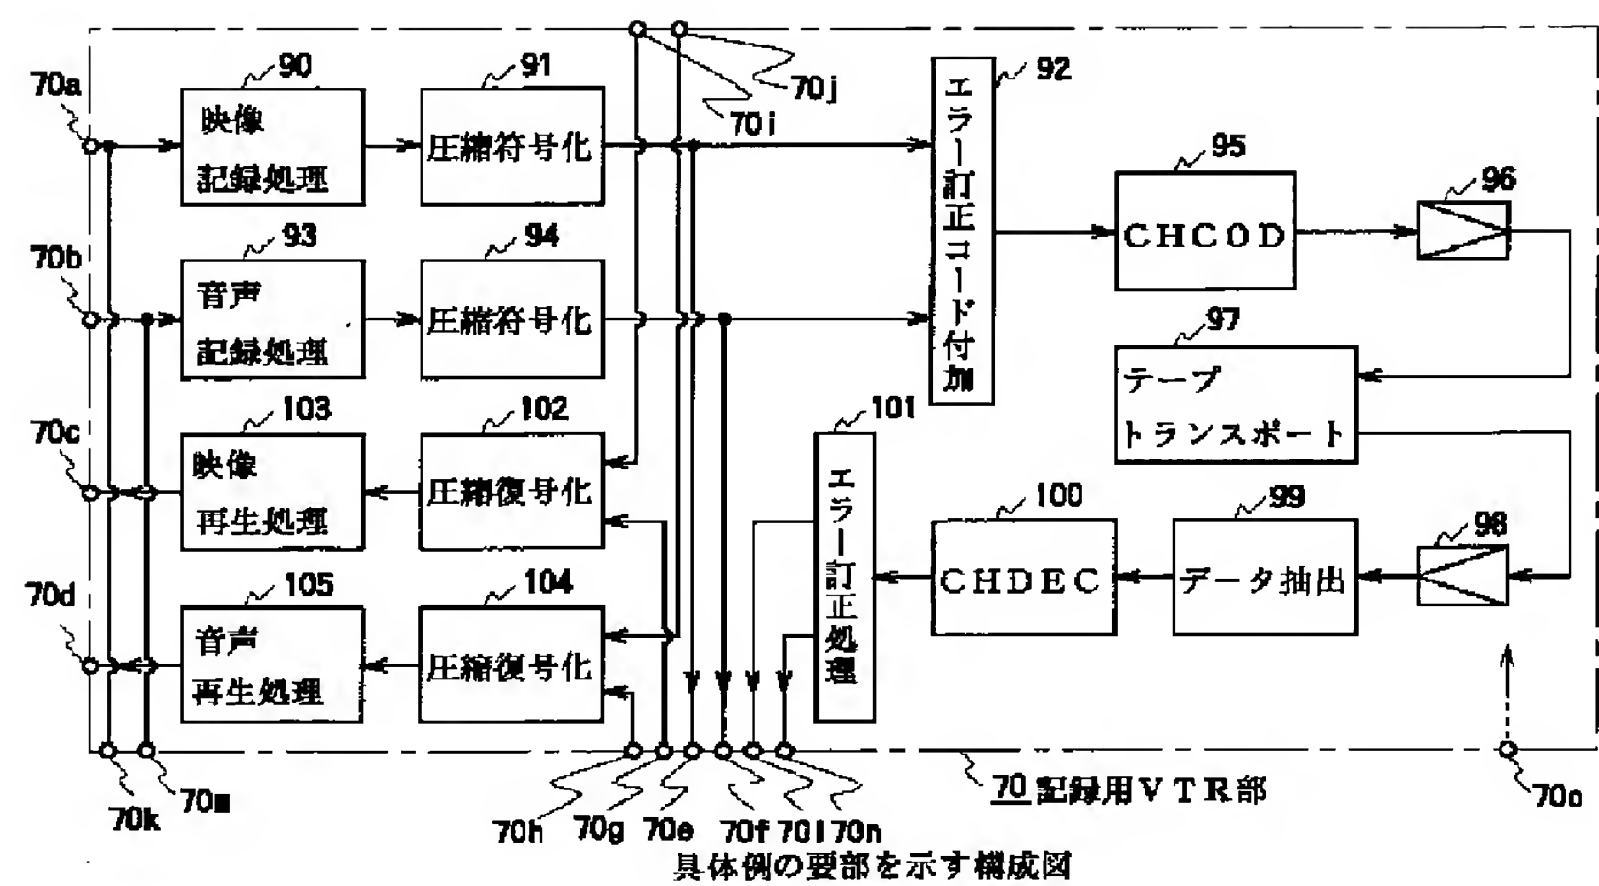 70a
90
映像
記録処理
91
圧縮符号化
70j
70i
92
エラー訂正コード付加
95
CHCOD
96
70b
93
音声
記録処理
94
圧縮符号化
97
テープ
トランスポート
70c
103
映像
再生処理
102
圧縮復号化
101
エラー訂正処理
100
CHDEC
99
データ抽出
98
70d
105
音声
再生処理
104
圧縮復号化
70k
70m
70h
70g
70e
70f
70l
70n
70 記録用VTR部
70o
具体例の要部を示す構成図